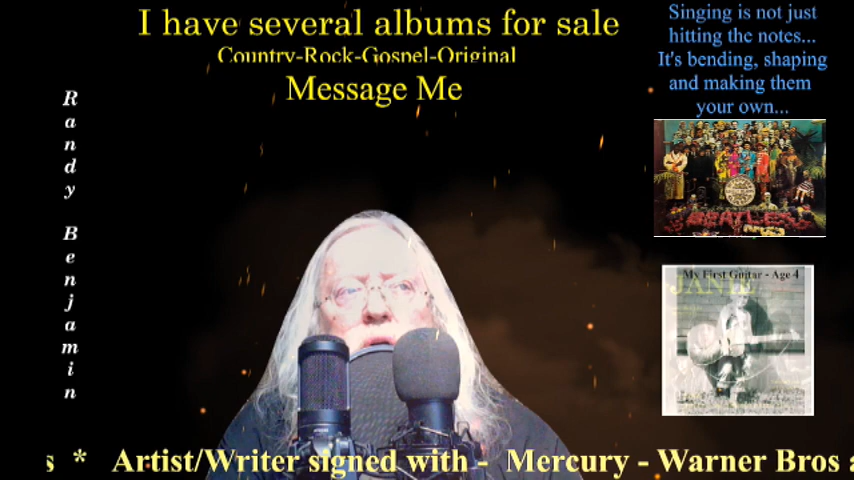 I have several albums for sale
Country-Rock-Gospel-Original
Message Me
Randy Benjamin
Singing is not just
hitting the notes...
It's bending, shaping
and making them
your own...
BEATLES
My First Guitar - Age 4
JANIE
s * Artist/Writer signed with - Mercury - Warner Bros a